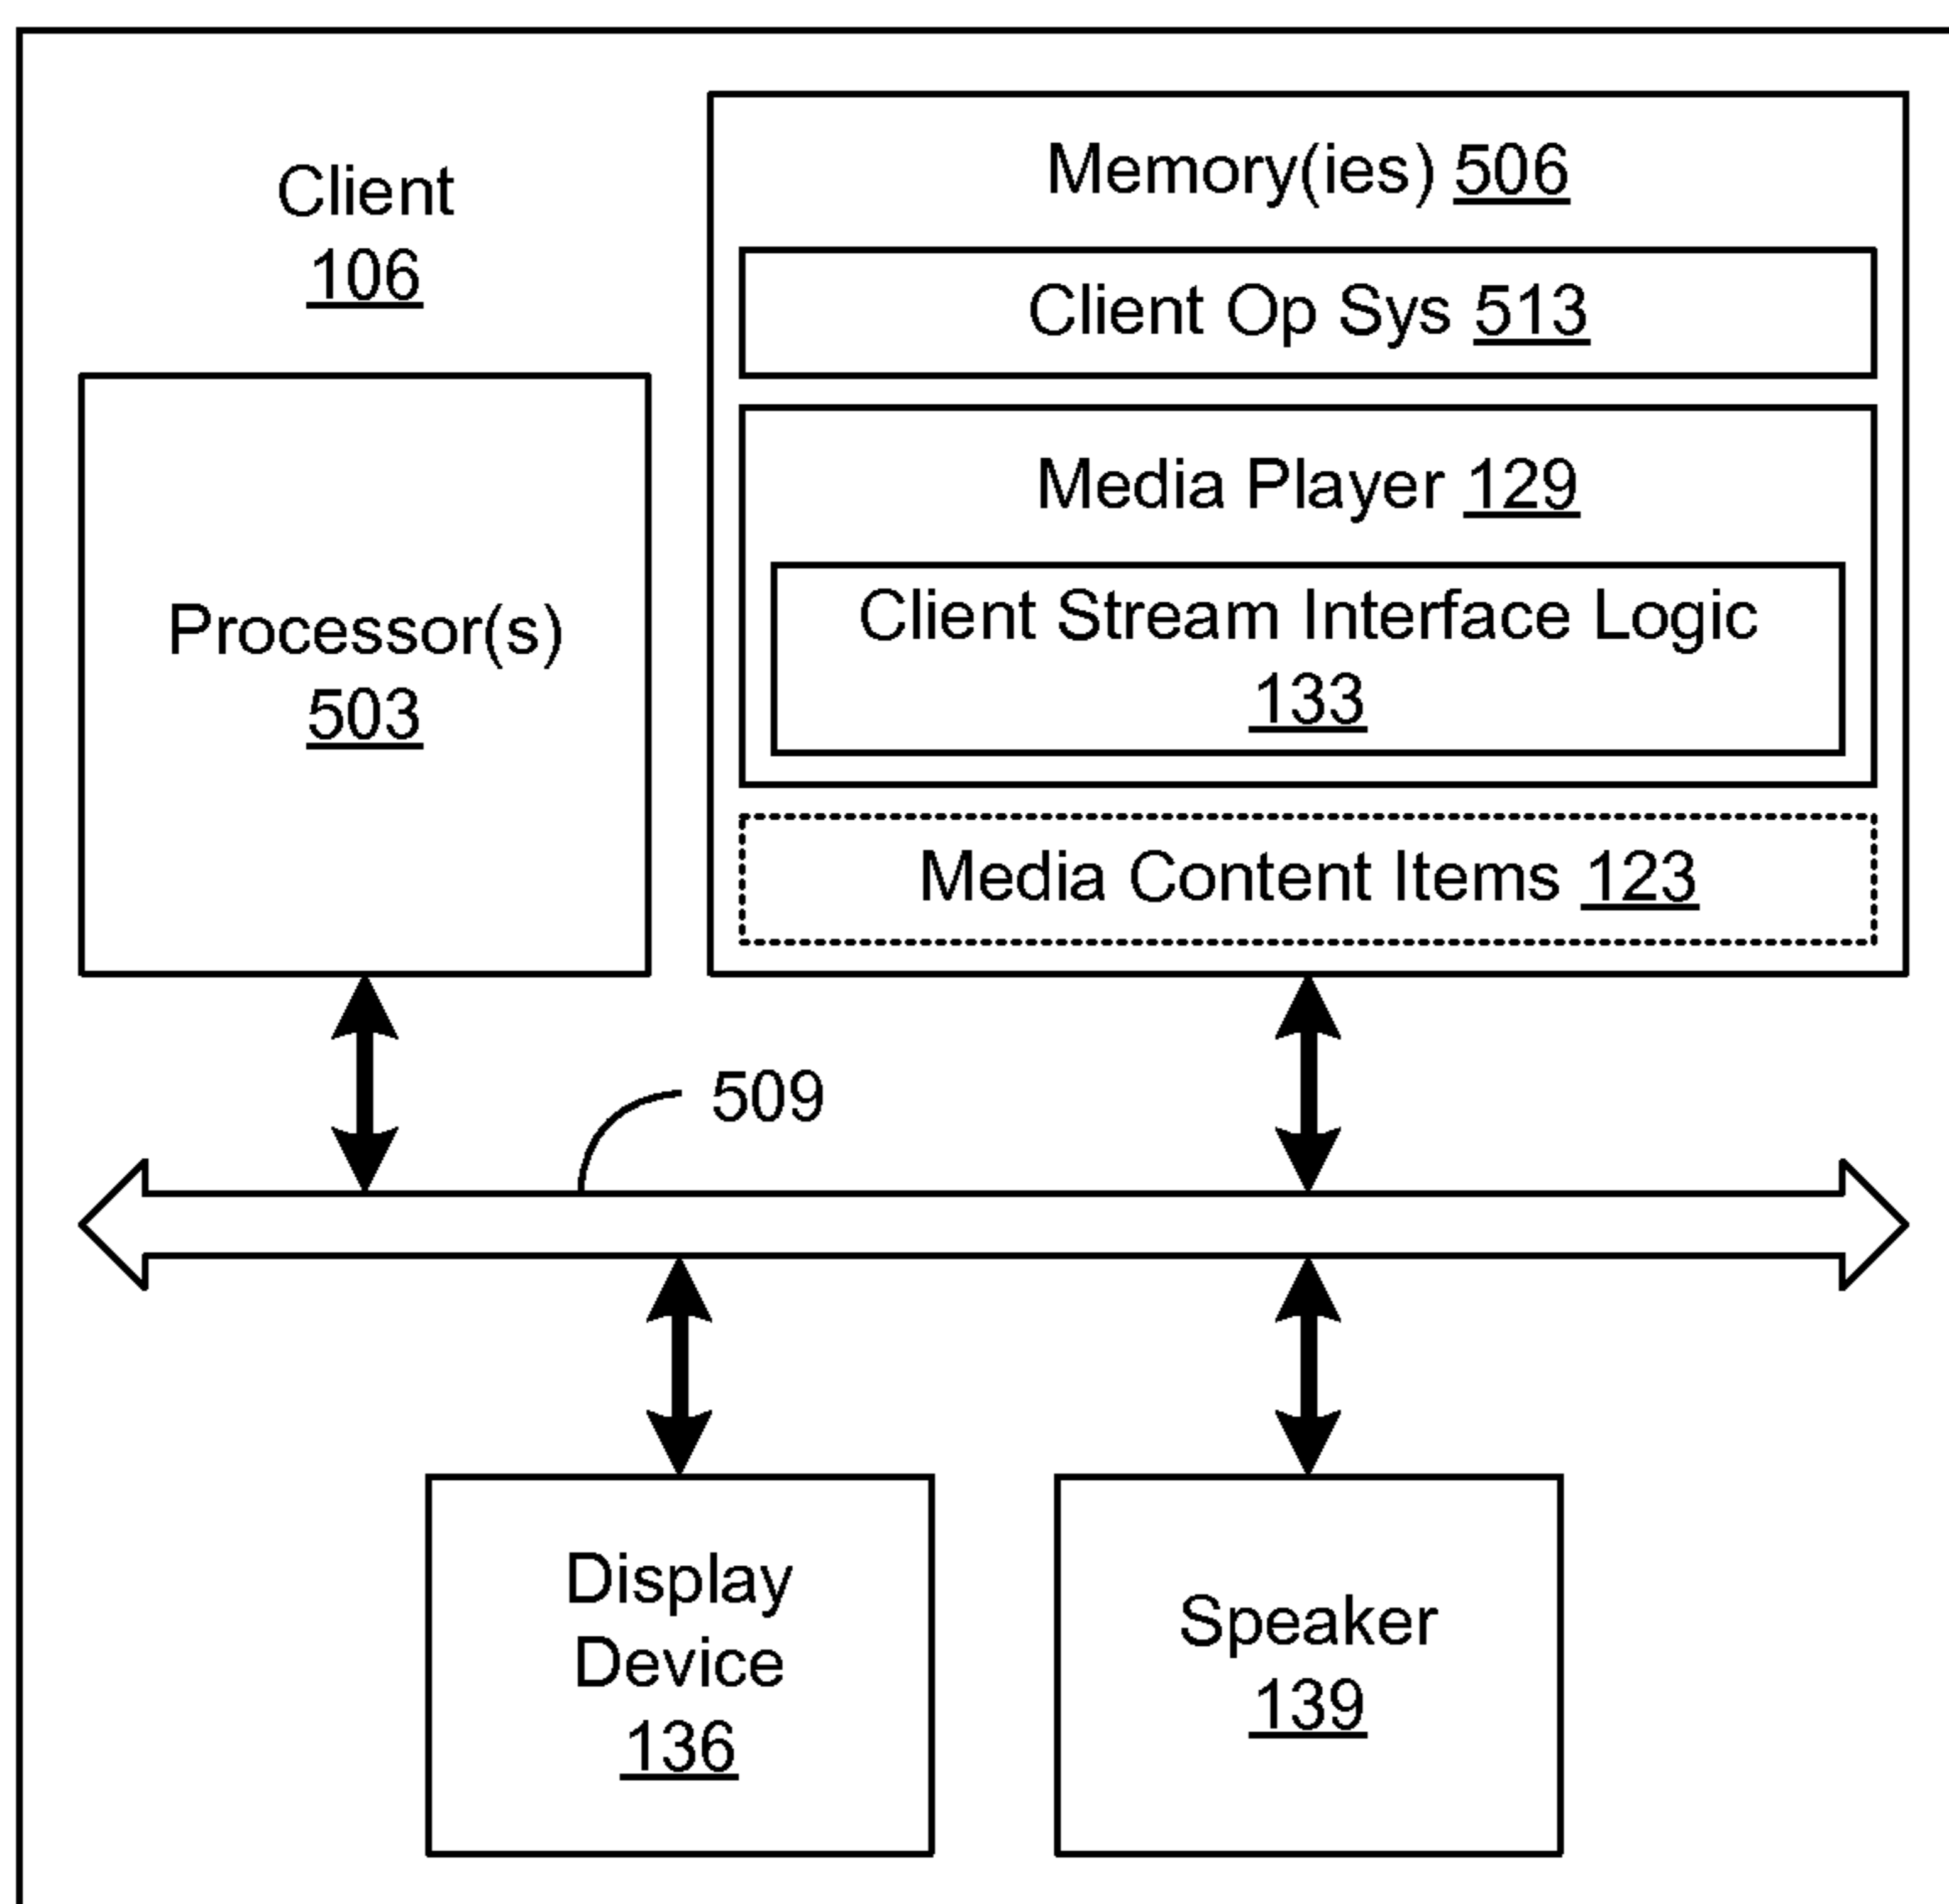 Client
106
Memory(ies) 506
Client Op Sys 513
Media Player 129
Client Stream Interface Logic
133
Media Content Items 123
Processor(s)
503
509
Display
Device
136
Speaker
139